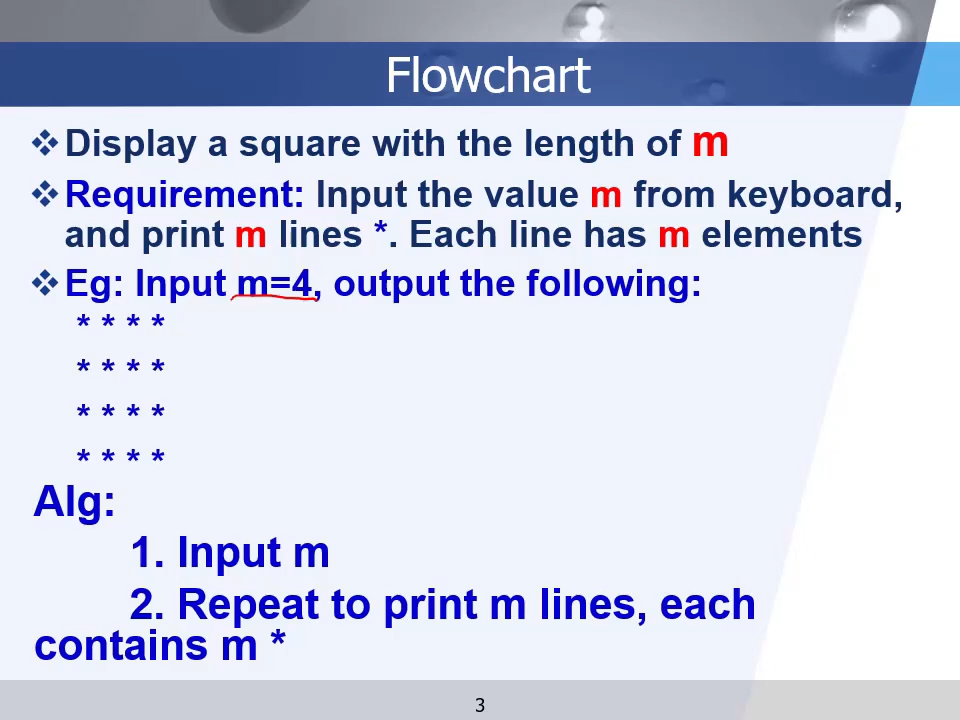 Flowchart
❖ Display a square with the length of m
❖ Requirement: Input the value m from keyboard,
and print m lines *. Each line has m elements
❖ Eg: Input m=4, output the following:
* * * *
* * * *
* * * *
* * * *
Alg:
1. Input m
2. Repeat to print m lines, each
contains m *
3